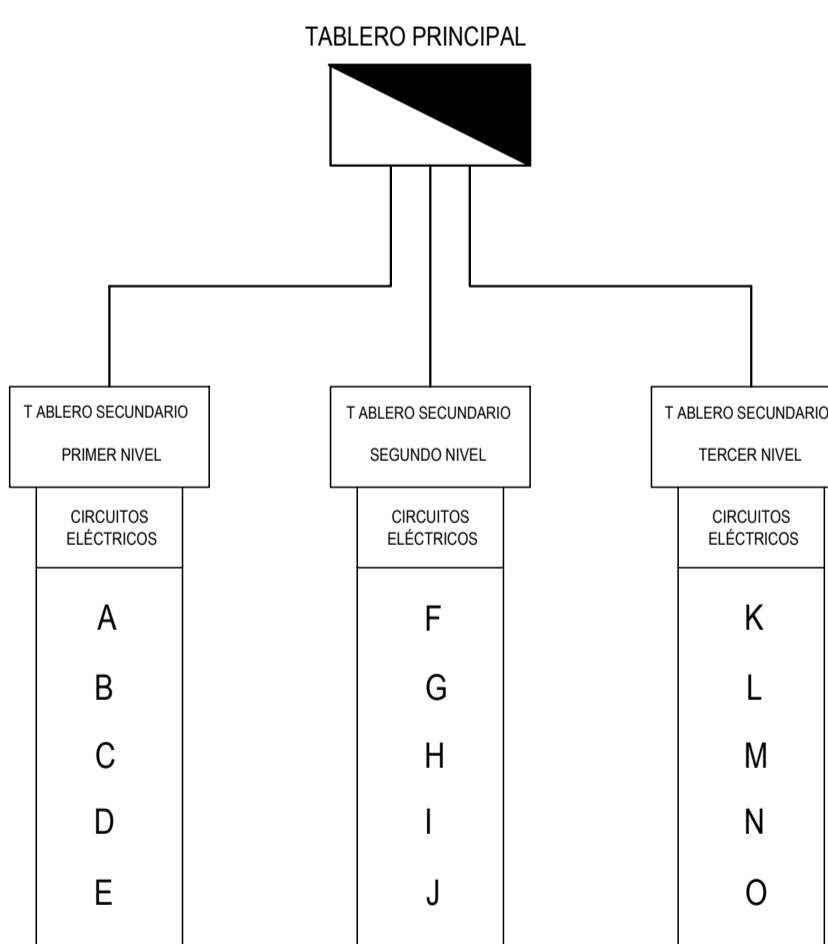 TABLERO PRINCIPAL
T ABLERO SECUNDARIO
PRIMER NIVEL
CIRCUITOS
ELÉCTRICOS
A
B
C
D
E
T ABLERO SECUNDARIO
SEGUNDO NIVEL
CIRCUITOS
ELÉCTRICOS
F
G
H
I
J
T ABLERO SECUNDARIO
TERCER NIVEL
CIRCUITOS
ELÉCTRICOS
K
L
M
N
O